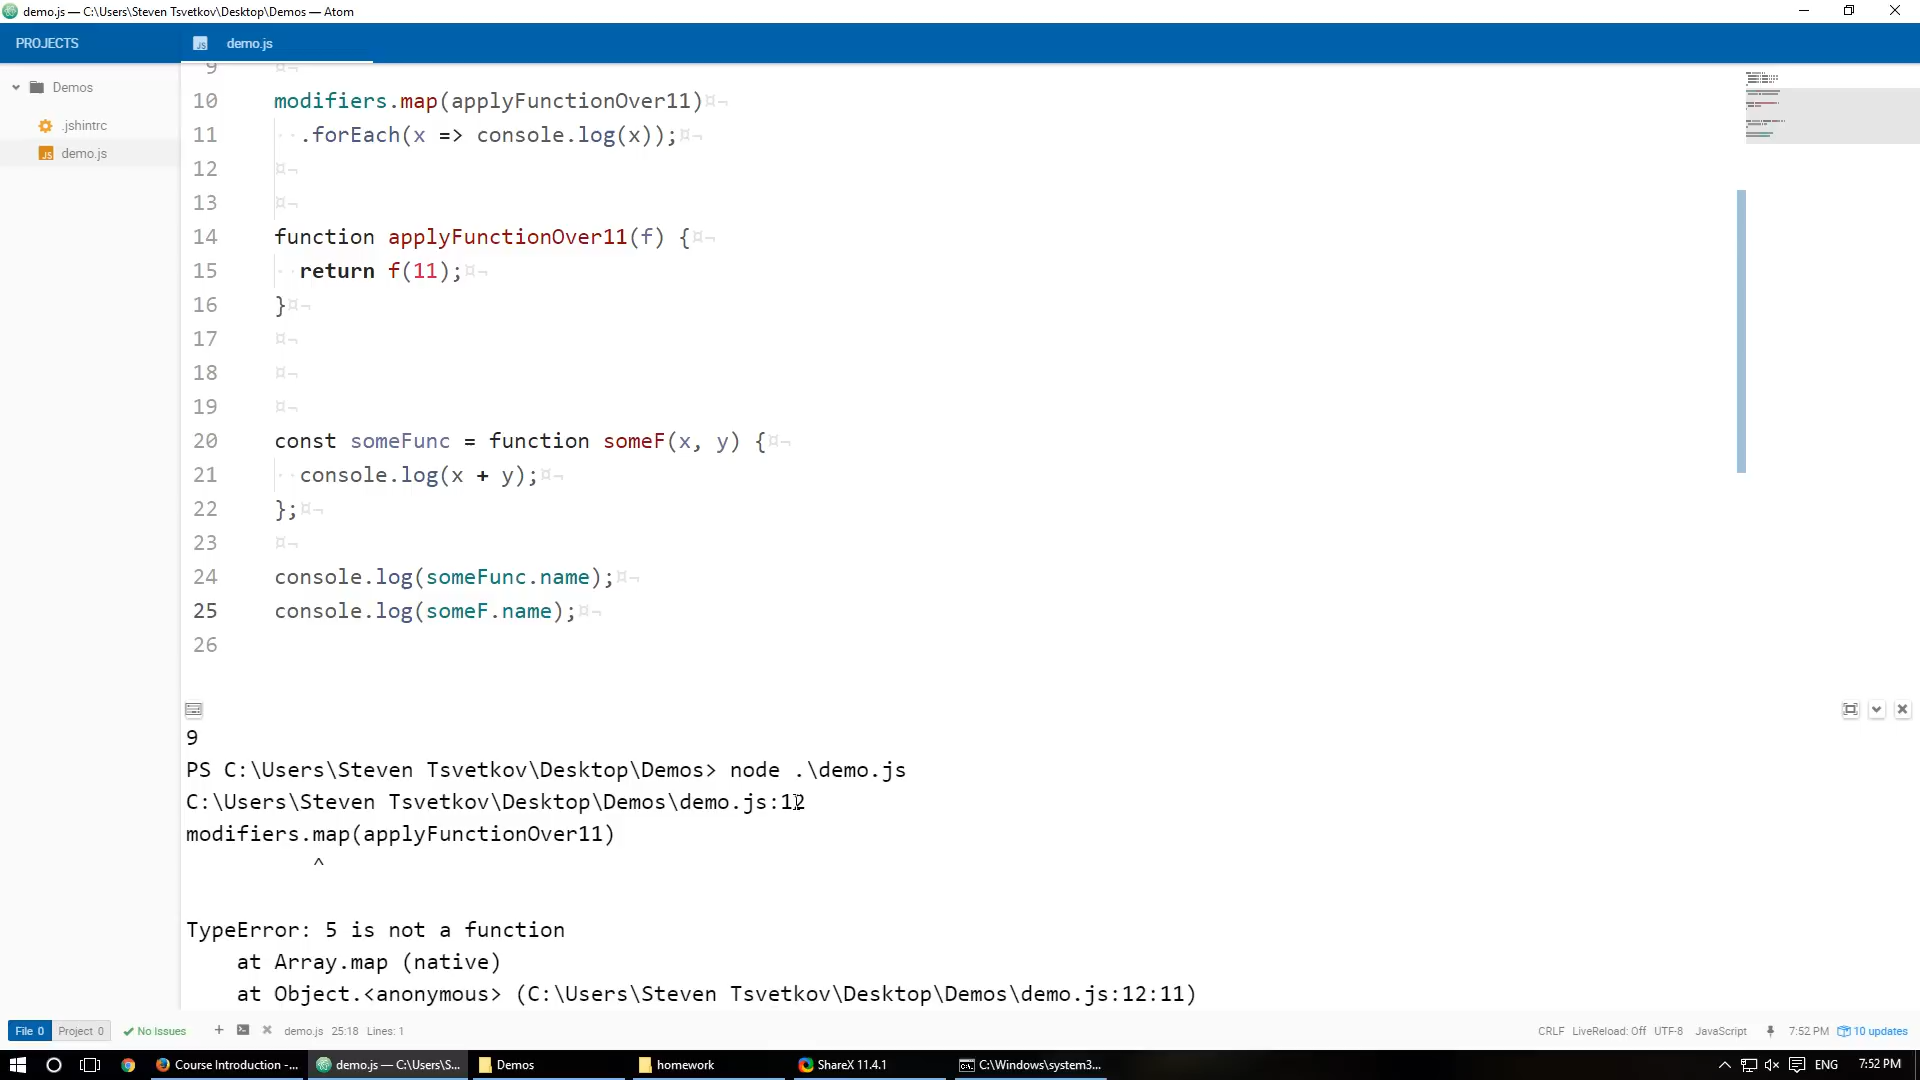 demo.js — C:\Users\Steven Tsvetkov\Desktop\Demos — Atom
PROJECTS
demo.js
Demos
.jshintrc
demo.js
9 ¤¬
10 modifiers.map(applyFunctionOver11)¤¬
11 ··.forEach(x => console.log(x));¤¬
12 ¤¬
13 ¤¬
14 function applyFunctionOver11(f) {¤¬
15 ··return f(11);¤¬
16 }¤¬
17 ¤¬
18 ¤¬
19 ¤¬
20 const someFunc = function someF(x, y) {¤¬
21 ··console.log(x + y);¤¬
22 };¤¬
23 ¤¬
24 console.log(someFunc.name);¤¬
25 console.log(someF.name);¤¬
26
9
PS C:\Users\Steven Tsvetkov\Desktop\Demos> node .\demo.js
C:\Users\Steven Tsvetkov\Desktop\Demos\demo.js:12
modifiers.map(applyFunctionOver11)
^
TypeError: 5 is not a function
at Array.map (native)
at Object.<anonymous> (C:\Users\Steven Tsvetkov\Desktop\Demos\demo.js:12:11)
File 0 Project 0 No Issues demo.js 25:18 Lines: 1 CRLF LiveReload: Off UTF-8 JavaScript 7:52 PM 10 updates
Course Introduction -... demo.js — C:\Users\S... Demos homework ShareX 11.4.1 C:\Windows\system3... ENG 7:52 PM